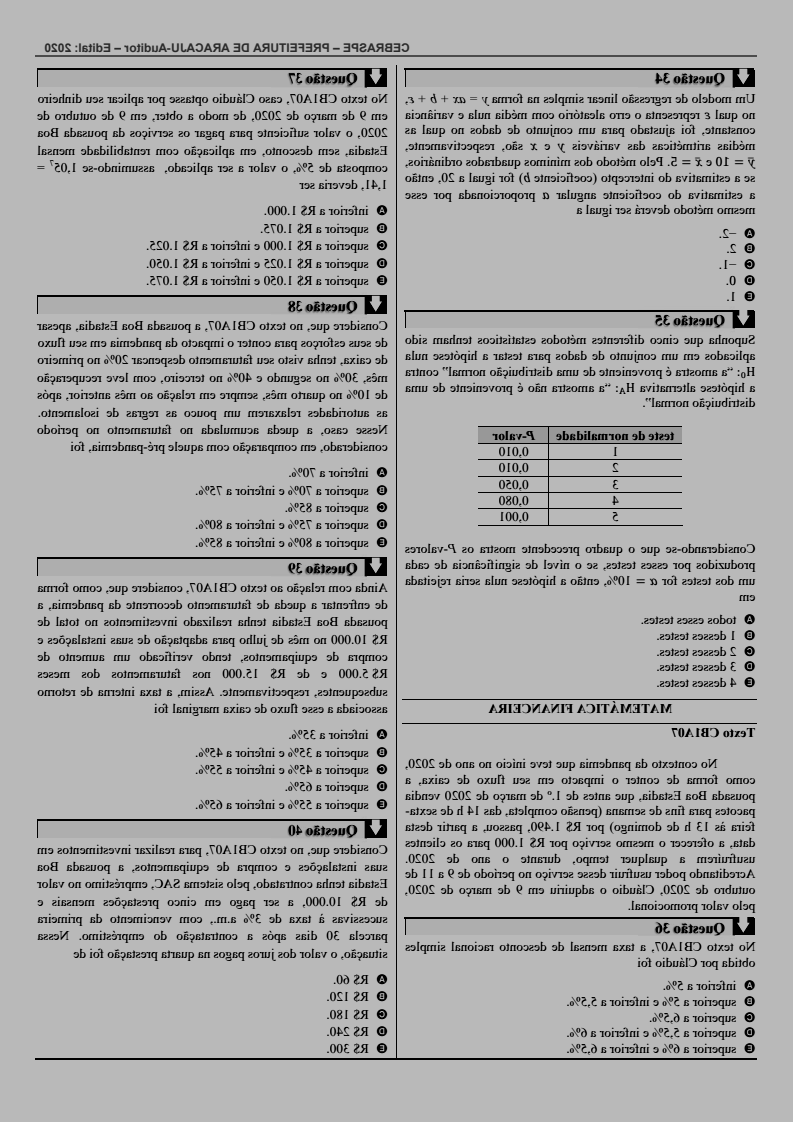 CEBRASPE – PREFEITURA DE ARACAJU-Auditor – Edital: 2020
Questão 34
Um modelo de regressão linear simples na forma y = ax + b + ε,
no qual ε representa o erro aleatório com média nula e variância
constante, foi ajustado para um conjunto de dados no qual as
médias aritméticas das variáveis y e x são, respectivamente,
ȳ = 10 e x̄ = 5. Pelo método dos mínimos quadrados ordinários,
se a estimativa do intercepto (coeficiente b) for igual a 20, então
a estimativa do coeficiente angular a proporcionada por esse
mesmo método deverá ser igual a
A –2.
B 2.
C –1.
D 0.
E 1.
Questão 35
Suponha que cinco diferentes métodos estatísticos tenham sido
aplicados em um conjunto de dados para testar a hipótese nula
H₀: “a amostra é proveniente de uma distribuição normal” contra
a hipótese alternativa Hₐ: “a amostra não é proveniente de uma
distribuição normal”.
teste de normalidade P-valor
1 0,010
2 0,010
3 0,050
4 0,080
5 0,001
Considerando-se que o quadro precedente mostra os P-valores
produzidos por esses testes, se o nível de significância de cada
um dos testes for α = 10%, então a hipótese nula seria rejeitada
em
A todos esses testes.
B 1 desses testes.
C 2 desses testes.
D 3 desses testes.
E 4 desses testes.
MATEMÁTICA FINANCEIRA
Texto CB1A07
No contexto da pandemia que teve início no ano de 2020,
como forma de conter o impacto em seu fluxo de caixa, a
pousada Boa Estadia, que antes de 1.º de março de 2020 vendia
pacotes para fins de semana (pensão completa, das 14 h de sexta-
feira às 13 h de domingo) por R$ 1.490, passou, a partir desta
data, a oferecer o mesmo serviço por R$ 1.000 para os clientes
usufruírem a qualquer tempo, durante o ano de 2020.
Acreditando poder usufruir desse serviço no período de 9 a 11 de
outubro de 2020, Cláudio o adquiriu em 9 de março de 2020,
pelo valor promocional.
Questão 36
No texto CB1A07, a taxa mensal de desconto racional simples
obtida por Cláudio foi
A inferior a 5%.
B superior a 5% e inferior a 5,5%.
C superior a 6,5%.
D superior a 5,5% e inferior a 6%.
E superior a 6% e inferior a 6,5%.
Questão 37
No texto CB1A07, caso Cláudio optasse por aplicar seu dinheiro
em 9 de março de 2020, de modo a obter, em 9 de outubro de
2020, o valor suficiente para pagar os serviços da pousada Boa
Estadia, sem desconto, em aplicação com rentabilidade mensal
composta de 5%, o valor a ser aplicado, assumindo-se 1,05⁷ =
1,41, deveria ser
A inferior a R$ 1.000.
B superior a R$ 1.075.
C superior a R$ 1.000 e inferior a R$ 1.025.
D superior a R$ 1.025 e inferior a R$ 1.050.
E superior a R$ 1.050 e inferior a R$ 1.075.
Questão 38
Considere que, no texto CB1A07, a pousada Boa Estadia, apesar
de seus esforços para conter o impacto da pandemia em seu fluxo
de caixa, tenha visto seu faturamento despencar 20% no primeiro
mês, 30% no segundo e 40% no terceiro, com leve recuperação
de 10% no quarto mês, sempre em relação ao mês anterior, após
as autoridades relaxarem um pouco as regras de isolamento.
Nesse caso, a queda acumulada no faturamento no período
considerado, em comparação com aquele pré-pandemia, foi
A inferior a 70%.
B superior a 70% e inferior a 75%.
C superior a 85%.
D superior a 75% e inferior a 80%.
E superior a 80% e inferior a 85%.
Questão 39
Ainda com relação ao texto CB1A07, considere que, como forma
de enfrentar a queda de faturamento decorrente da pandemia, a
pousada Boa Estadia tenha realizado investimentos no total de
R$ 10.000 no mês de julho para adaptação de suas instalações e
compra de equipamentos, tendo verificado um aumento de
R$ 5.000 e de R$ 15.000 nos faturamentos dos meses
subsequentes, respectivamente. Assim, a taxa interna de retorno
associada a esse fluxo de caixa marginal foi
A inferior a 35%.
B superior a 35% e inferior a 45%.
C superior a 45% e inferior a 55%.
D superior a 65%.
E superior a 55% e inferior a 65%.
Questão 40
Considere que, no texto CB1A07, para realizar investimentos em
suas instalações e compra de equipamentos, a pousada Boa
Estadia tenha contratado, pelo sistema SAC, empréstimo no valor
de R$ 10.000, a ser pago em cinco prestações mensais e
sucessivas à taxa de 3% a.m., com vencimento da primeira
parcela 30 dias após a contratação do empréstimo. Nessa
situação, o valor dos juros pagos na quarta prestação foi de
A R$ 60.
B R$ 120.
C R$ 180.
D R$ 240.
E R$ 300.